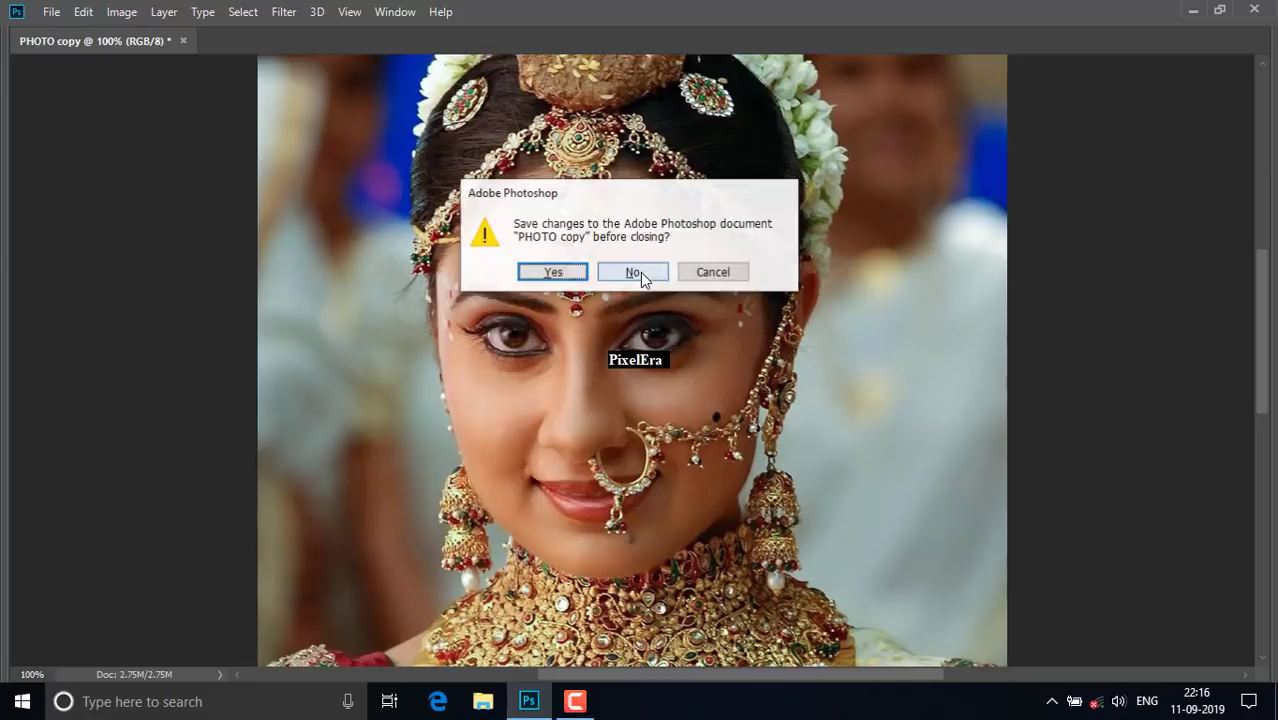 Ps File Edit Image Layer Type Select Filter 3D View Window Help
PHOTO copy @ 100% (RGB/8) *
Adobe Photoshop
Save changes to the Adobe Photoshop document
“PHOTO copy” before closing?
Yes No Cancel
PixelEra
100% Doc: 2.75M/2.75M
Type here to search Ps ENG 22:16
11-09-2019